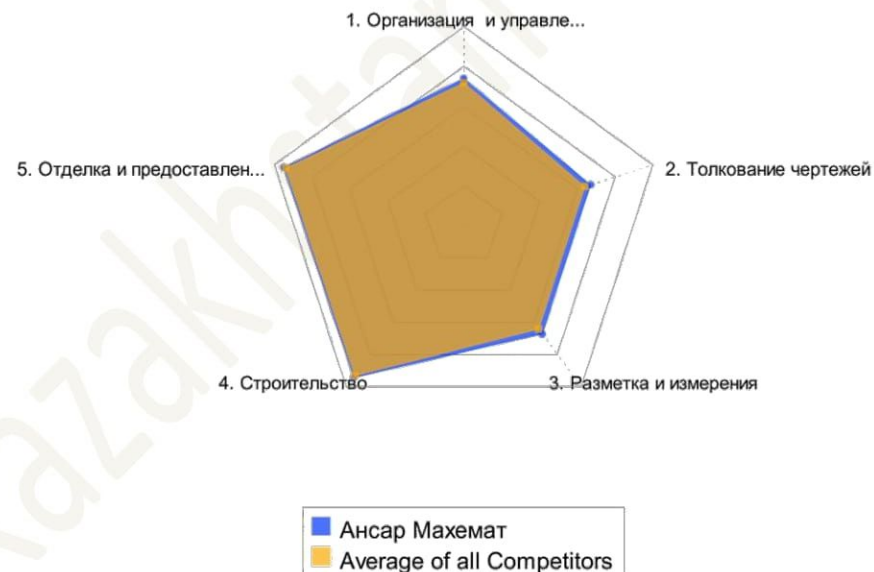 1. Организация и управле...
5. Отделка и предоставлен...
2. Толкование чертежей
4. Строительство
3. Разметка и измерения
Ансар Махемат
Average of all Competitors
kazakhstan